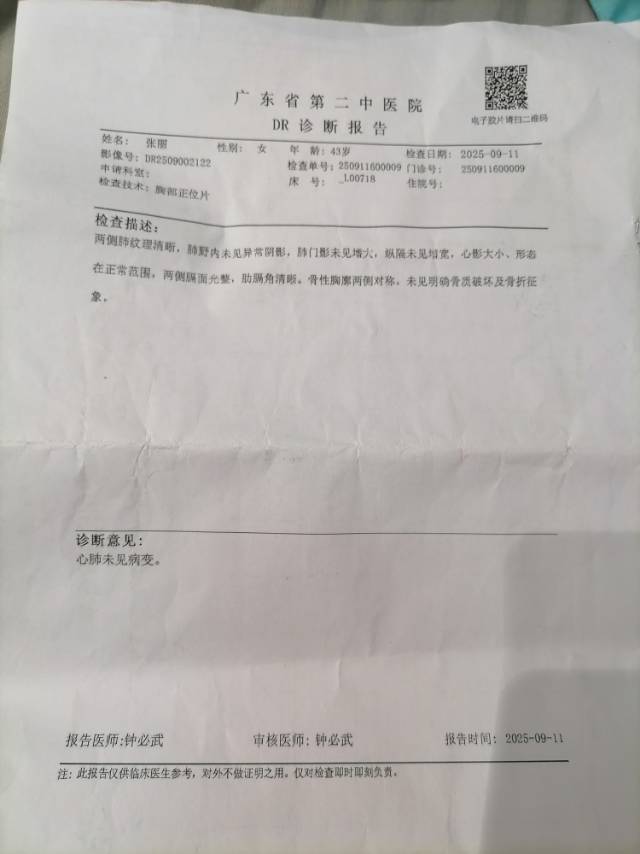 广东省第二中医院
DR诊断报告
电子胶片请扫二维码
姓名: 张丽 性别: 女 年龄: 43岁 检查日期: 2025-09-11
影像号: DR2509002122 检查单号: 250911600009 门诊号: 250911600009
申请科室: 床号: _L00718 住院号:
检查技术: 胸部正位片
检查描述:
两侧肺纹理清晰，肺野内未见异常阴影，肺门影未见增大，纵隔未见增宽，心影大小、形态
在正常范围，两侧膈面光整，肋膈角清晰。骨性胸廓两侧对称，未见明确骨质破坏及骨折征
象。
诊断意见:
心肺未见病变。
报告医师:钟必武 审核医师: 钟必武 报告时间: 2025-09-11
注: 此报告仅供临床医生参考，对外不做证明之用。仅对检查即时即刻负责。